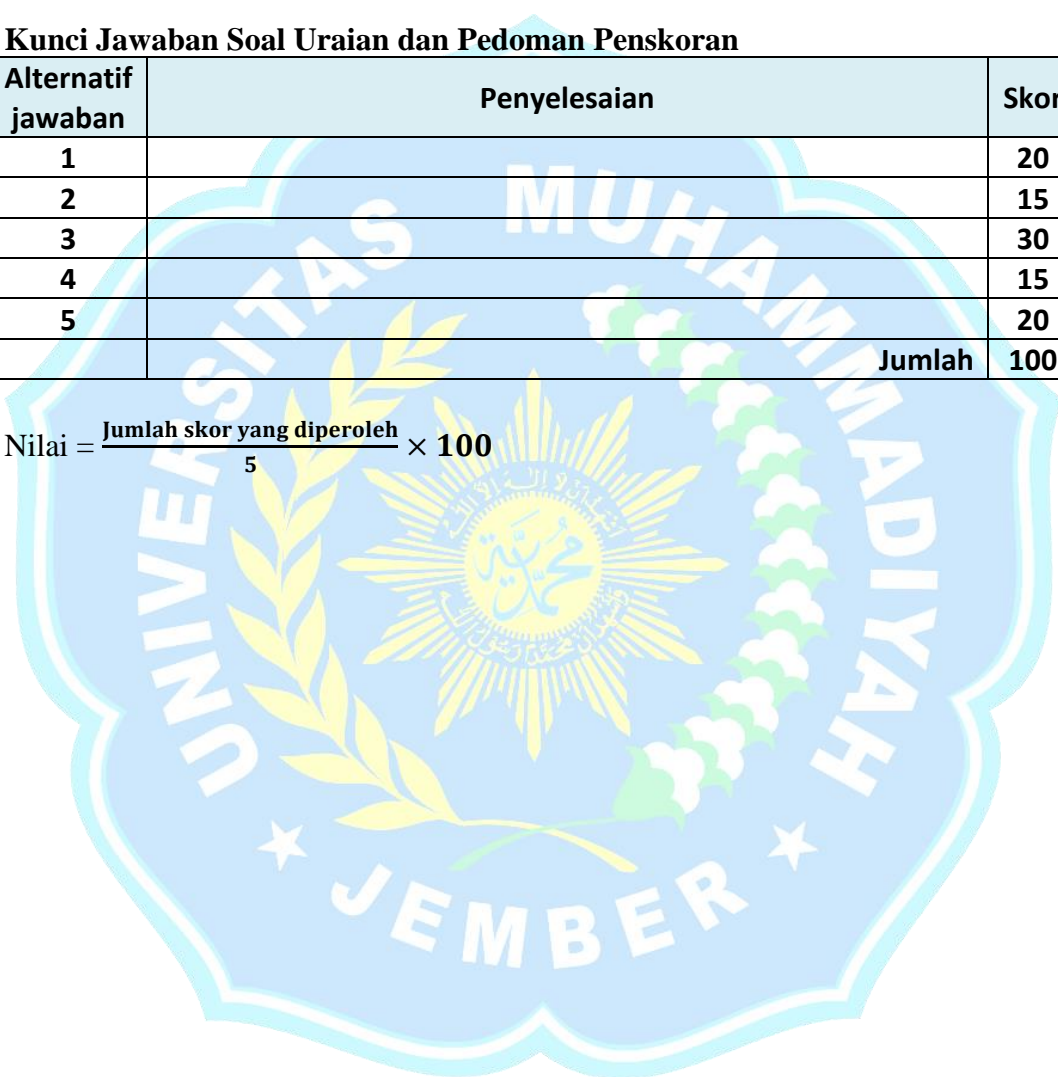 Kunci Jawaban Soal Uraian dan Pedoman Penskoran
Alternatif jawaban Penyelesaian Skor
1 20
2 15
3 30
4 15
5 20
Jumlah 100
Nilai = Jumlah skor yang diperoleh / 5 × 100
UNIVERSITAS MUHAMMADIYAH
JEMBER
محمدية